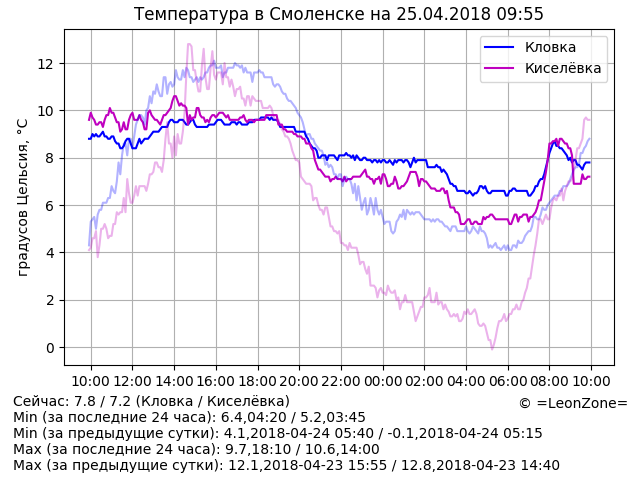 Температура в Смоленске на 25.04.2018 09:55
Кловка
Киселёвка
градусов Цельсия, °C
12
10
8
6
4
2
0
10:00 12:00 14:00 16:00 18:00 20:00 22:00 00:00 02:00 04:00 06:00 08:00 10:00
Сейчас: 7.8 / 7.2 (Кловка / Киселёвка)
© =LeonZone=
Min (за последние 24 часа): 6.4,04:20 / 5.2,03:45
Min (за предыдущие сутки): 4.1,2018-04-24 05:40 / -0.1,2018-04-24 05:15
Max (за последние 24 часа): 9.7,18:10 / 10.6,14:00
Max (за предыдущие сутки): 12.1,2018-04-23 15:55 / 12.8,2018-04-23 14:40